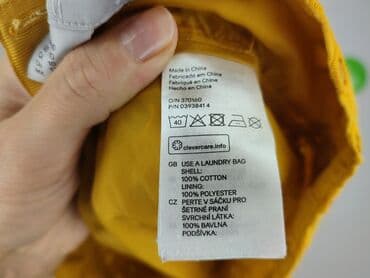 Made in China
Fabricado em China
Fabriqué en Chine
Hecho en China
O/N 370160
P/N 03938414
40
clevercare.info
GB USE A LAUNDRY BAG
SHELL:
100% COTTON
LINING:
100% POLYESTER
CZ PERTE V SÁČKU PRO
ŠETRNÉ PRANÍ
SVRCHNÍ LÁTKA:
100% BAVLNA
PODŠÍVKA: